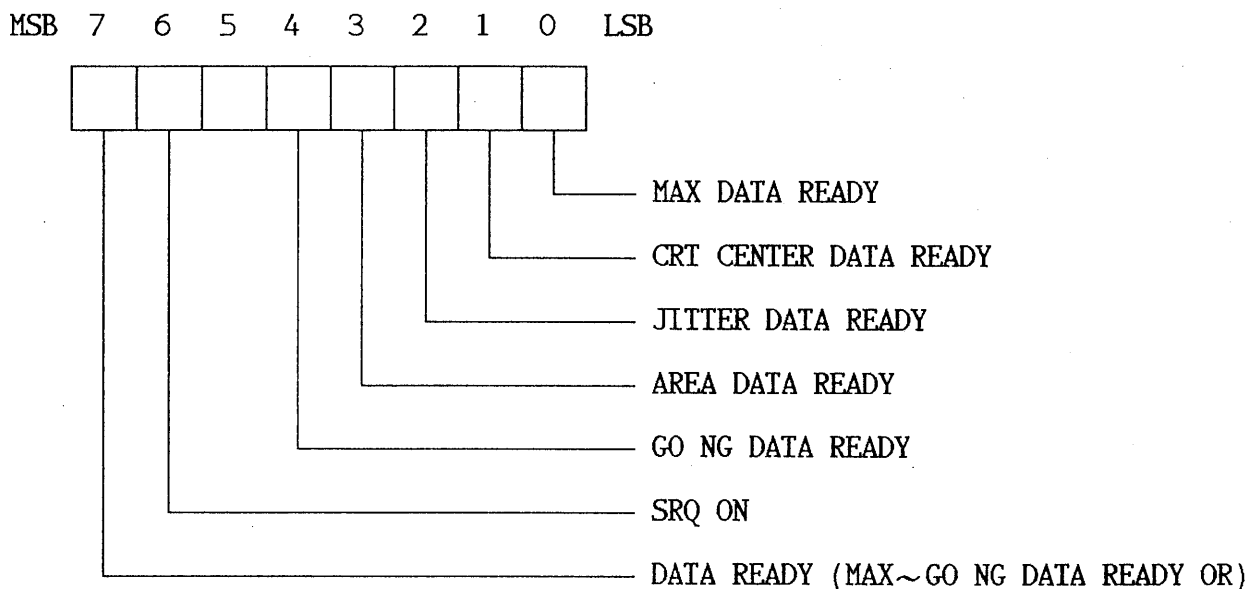 MSB 7 6 5 4 3 2 1 0 LSB
MAX DATA READY
CRT CENTER DATA READY
JITTER DATA READY
AREA DATA READY
GO NG DATA READY
SRQ ON
DATA READY (MAX~GO NG DATA READY OR)